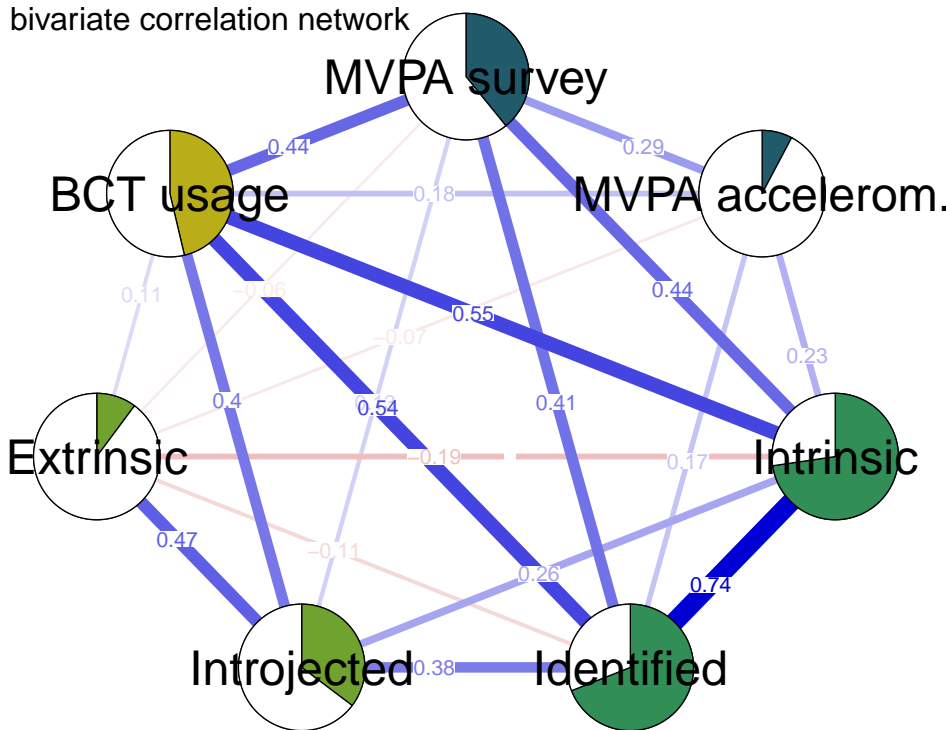 bivariate correlation network
MVPA survey
0.44
0.29
BCT usage
0.18
MVPA accelerom.
0.11
−0.06
0.44
0.55
−0.07
0.23
0.4
0.54
0.41
Extrinsic
−0.19
0.17
Intrinsic
0.47
−0.11
0.26
0.74
Introjected
0.38
Identified